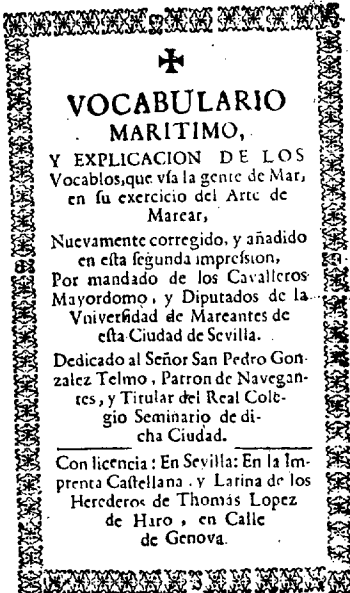 VOCABULARIO
MARITIMO,
Y EXPLICACION DE LOS
Vocablos, que vſa la gente de Mar,
en ſu exercicio del Arte de
Marear,
Nuevamente corregido, y añadido
en eſta ſegunda impreſsion,
Por mandado de los Cavalleros
Mayordomo, y Diputados de la
Vniverſidad de Mareantes de
eſta Ciudad de Sevilla.
Dedicado al Señor San Pedro Gon-
zalez Telmo, Patron de Navegan-
tes, y Titular del Real Cole-
gio Seminario de di-
cha Ciudad.
Con licencia: En Sevilla: En la Im-
prenta Caſtellana, y Latina de los
Herederos de Thomás Lopez
de Haro, en Calle
de Genova.